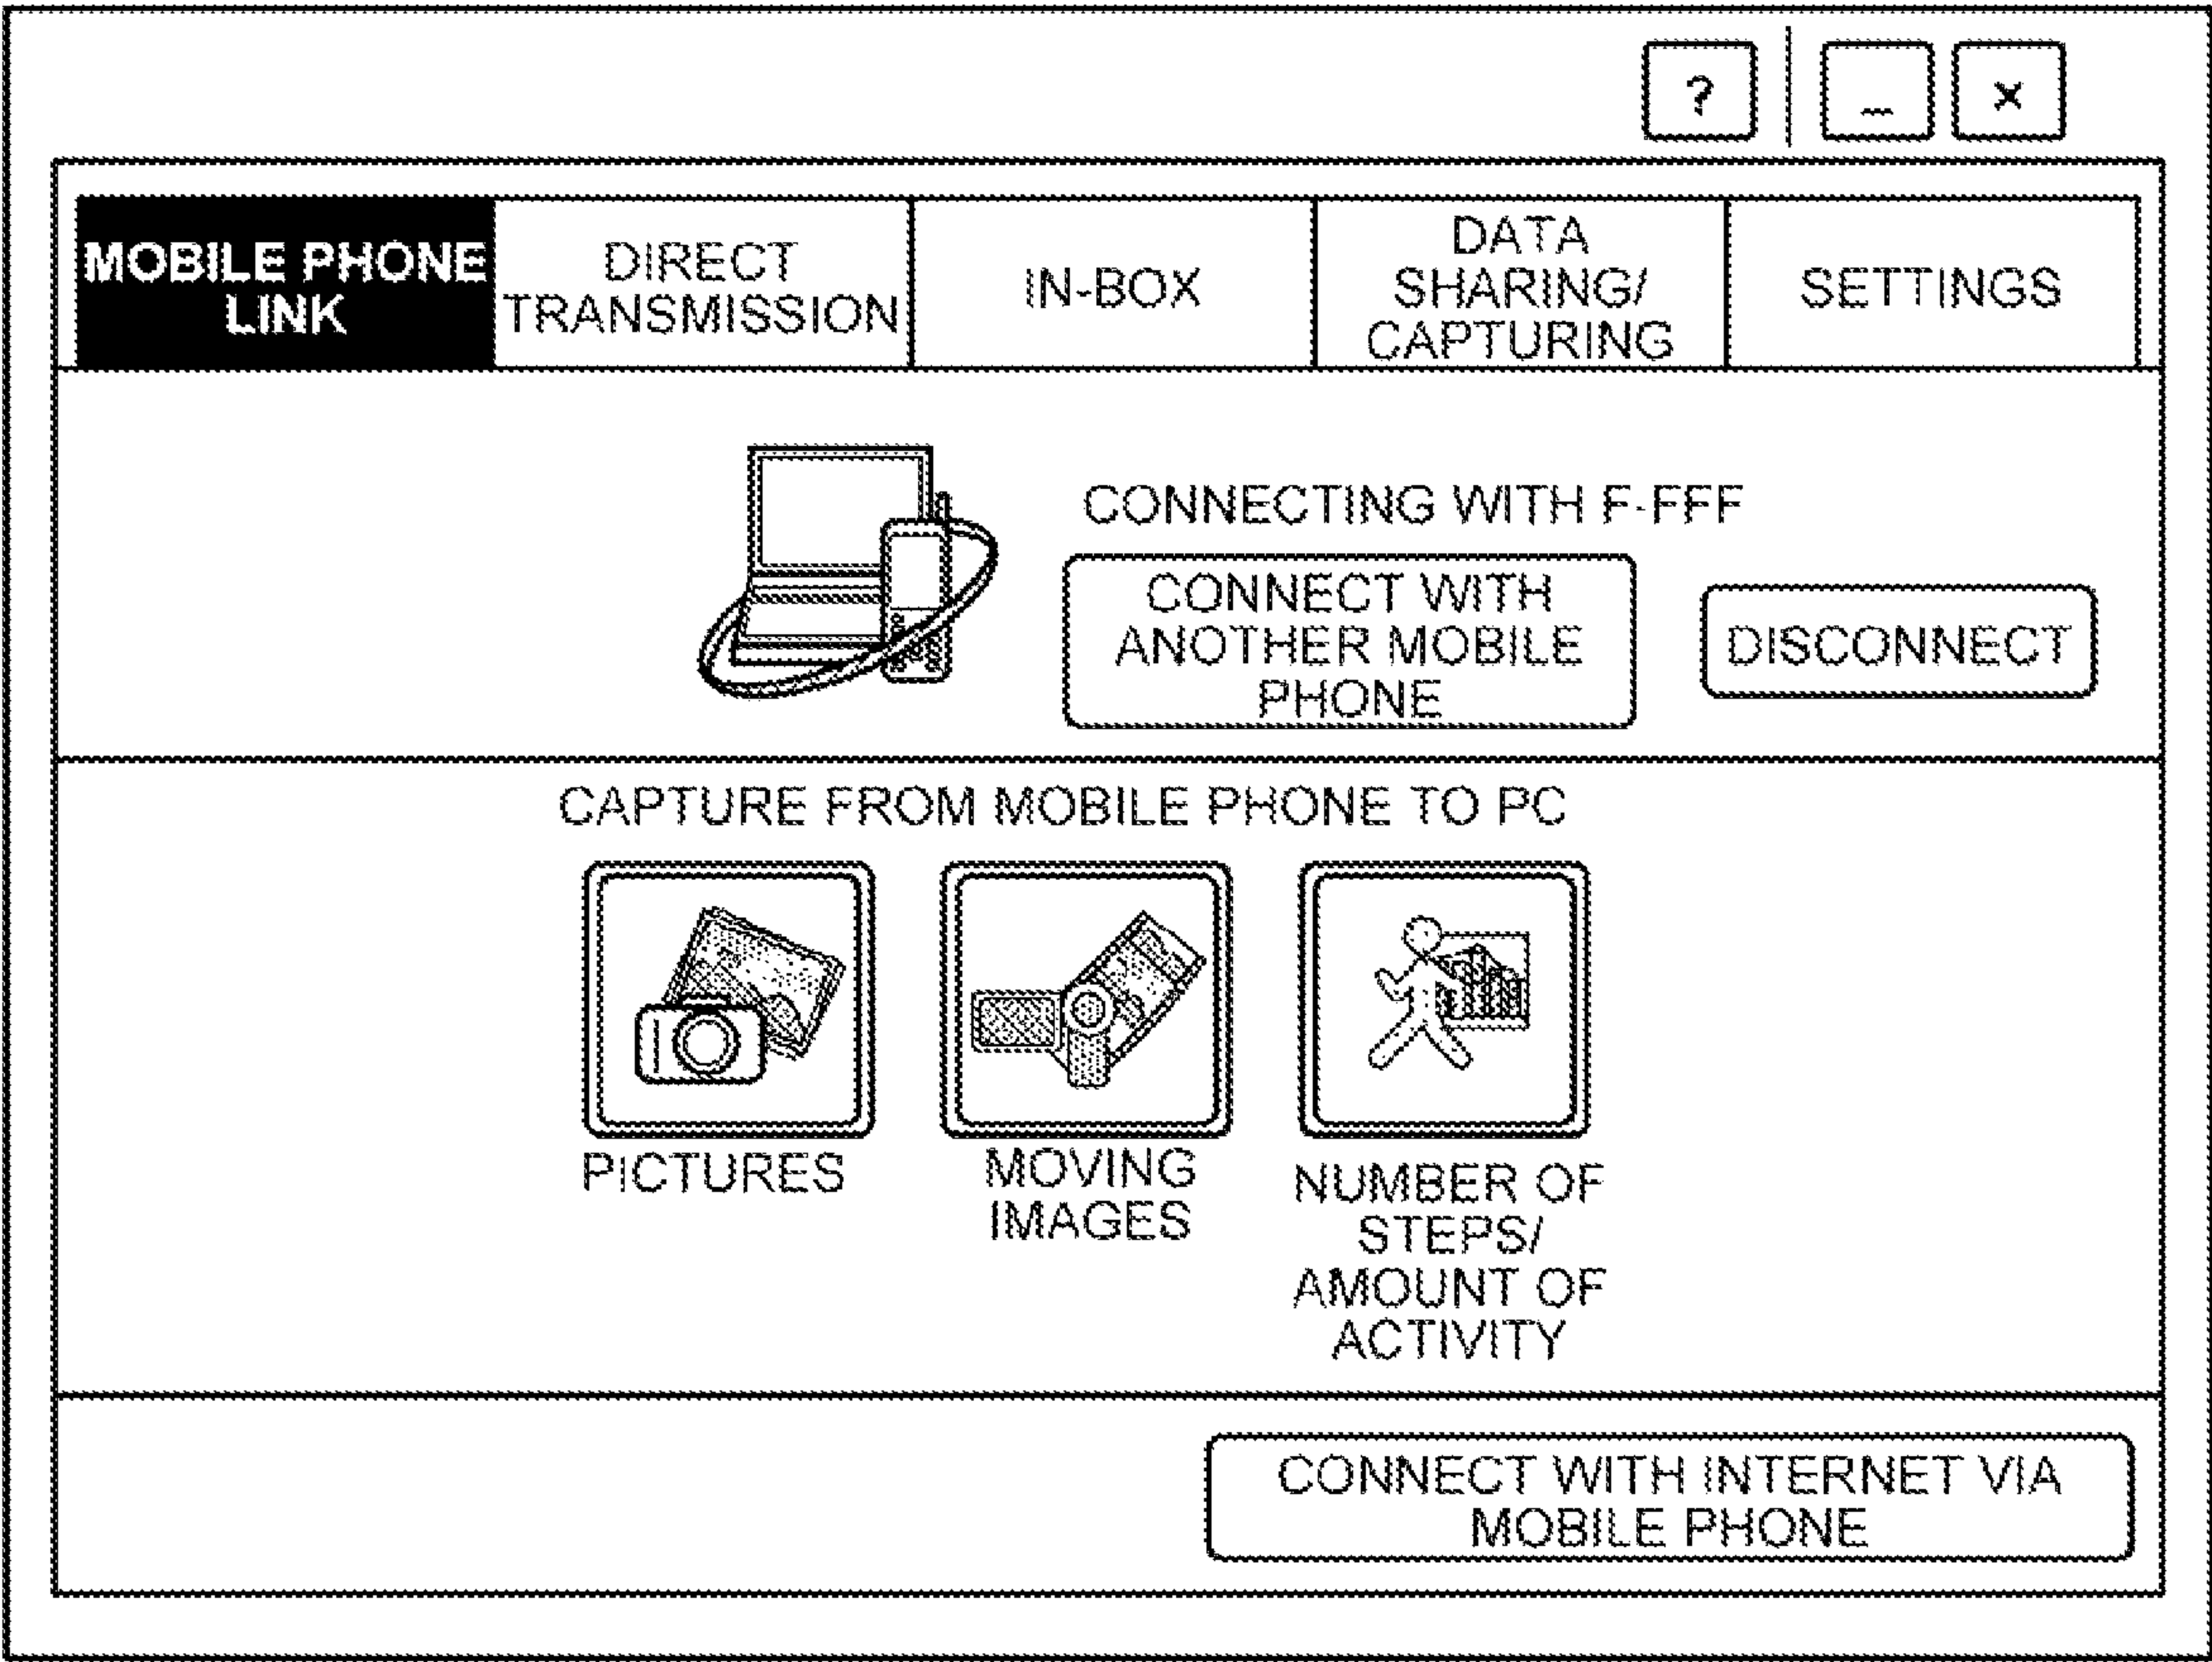 ?
_
×
MOBILE PHONE
LINK
DIRECT
TRANSMISSION
IN-BOX
DATA
SHARING/
CAPTURING
SETTINGS
CONNECTING WITH F-FFF
CONNECT WITH
ANOTHER MOBILE
PHONE
DISCONNECT
CAPTURE FROM MOBILE PHONE TO PC
PICTURES
MOVING
IMAGES
NUMBER OF
STEPS/
AMOUNT OF
ACTIVITY
CONNECT WITH INTERNET VIA
MOBILE PHONE